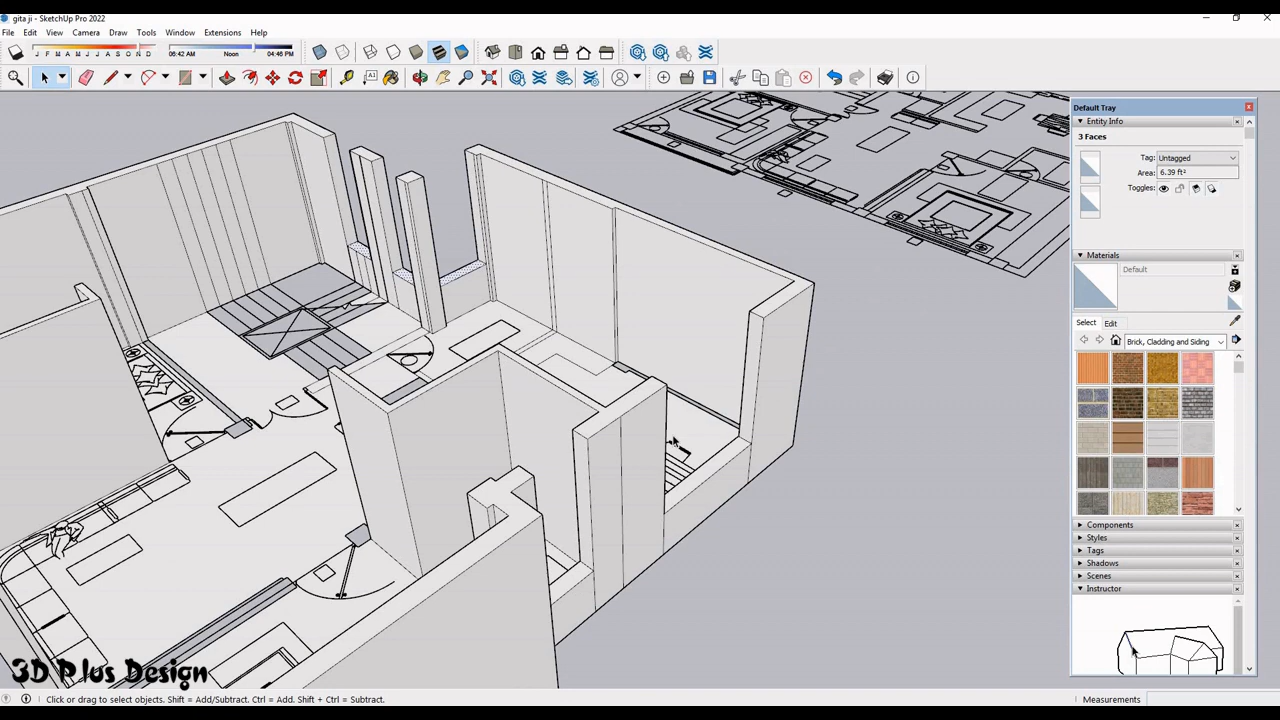 gita ji - SketchUp Pro 2022
File Edit View Camera Draw Tools Window Extensions Help
J F M A M J J A S O N D
06:42 AM Noon 04:46 PM
Default Tray
Entity Info
3 Faces
Tag: Untagged
Area: 6.39 ft²
Toggles:
Materials
Default
Select Edit
Brick, Cladding and Siding
Components
Styles
Tags
Shadows
Scenes
Instructor
3D Plus Design
Click or drag to select objects. Shift = Add/Subtract. Ctrl = Add. Shift + Ctrl = Subtract.
Measurements